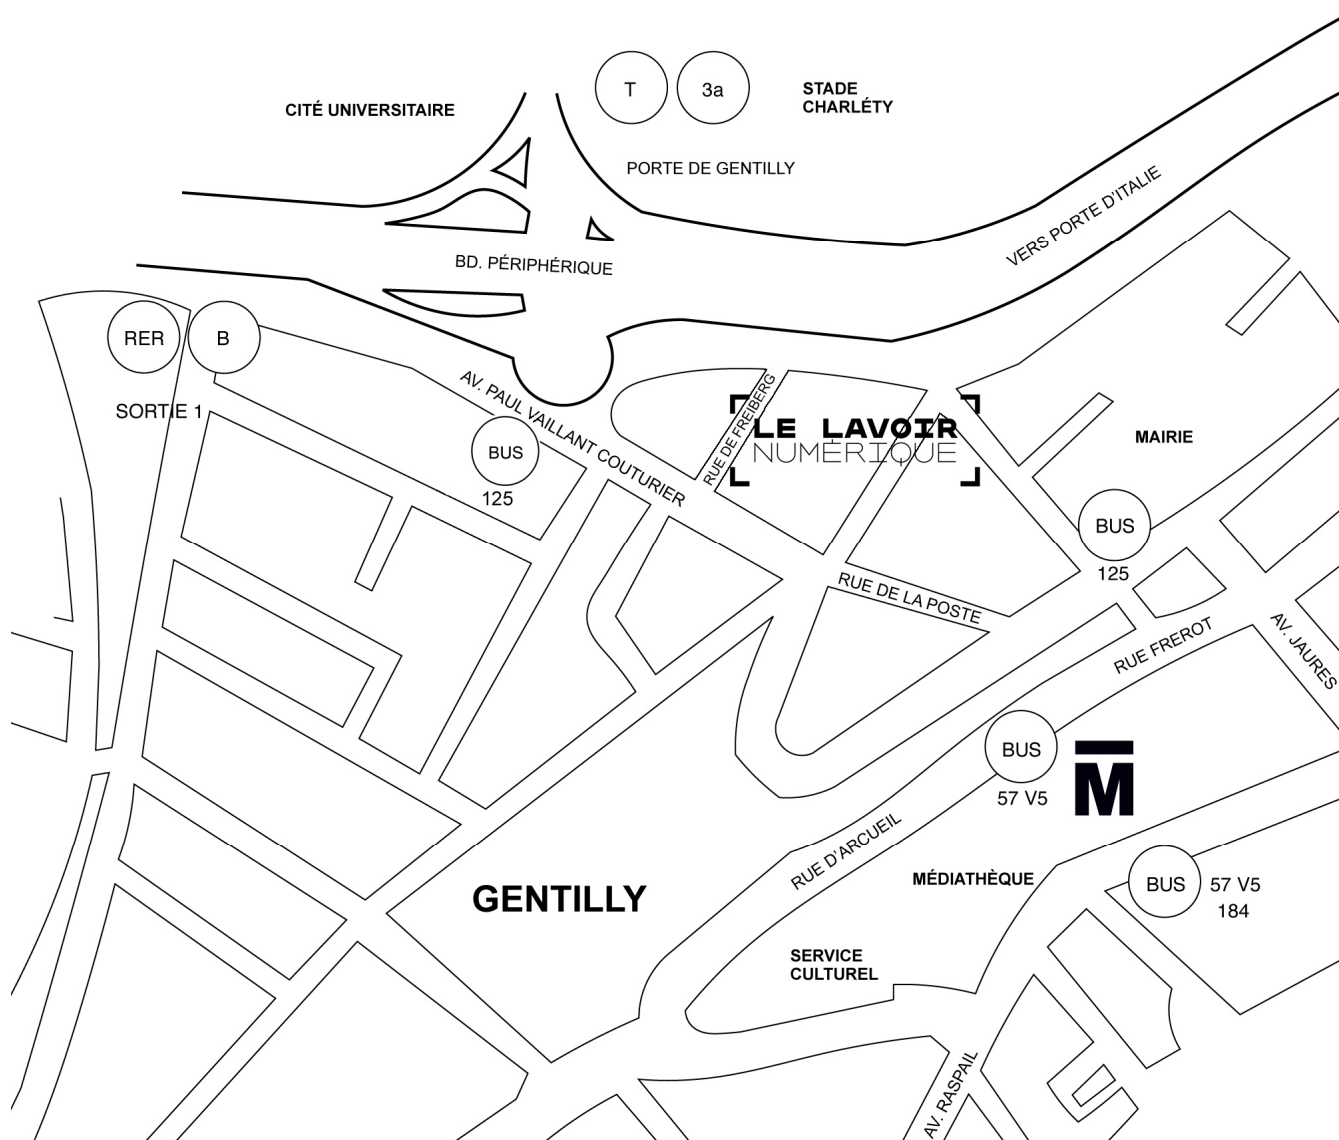 T
3a
STADE
CHARLÉTY
CITÉ UNIVERSITAIRE
PORTE DE GENTILLY
VERS PORTE D'ITALIE
BD. PÉRIPHÉRIQUE
RER
B
SORTIE 1
AV. PAUL VAILLANT COUTURIER
RUE DE FREIBERG
LE LAVOIR
NUMÉRIQUE
MAIRIE
BUS
125
BUS
125
RUE DE LA POSTE
RUE FREROT
AV. JAURES
BUS
57 V5
M
RUE D'ARCUEIL
GENTILLY
MÉDIATHÈQUE
BUS
57 V5
184
SERVICE
CULTUREL
AV. RASPAIL